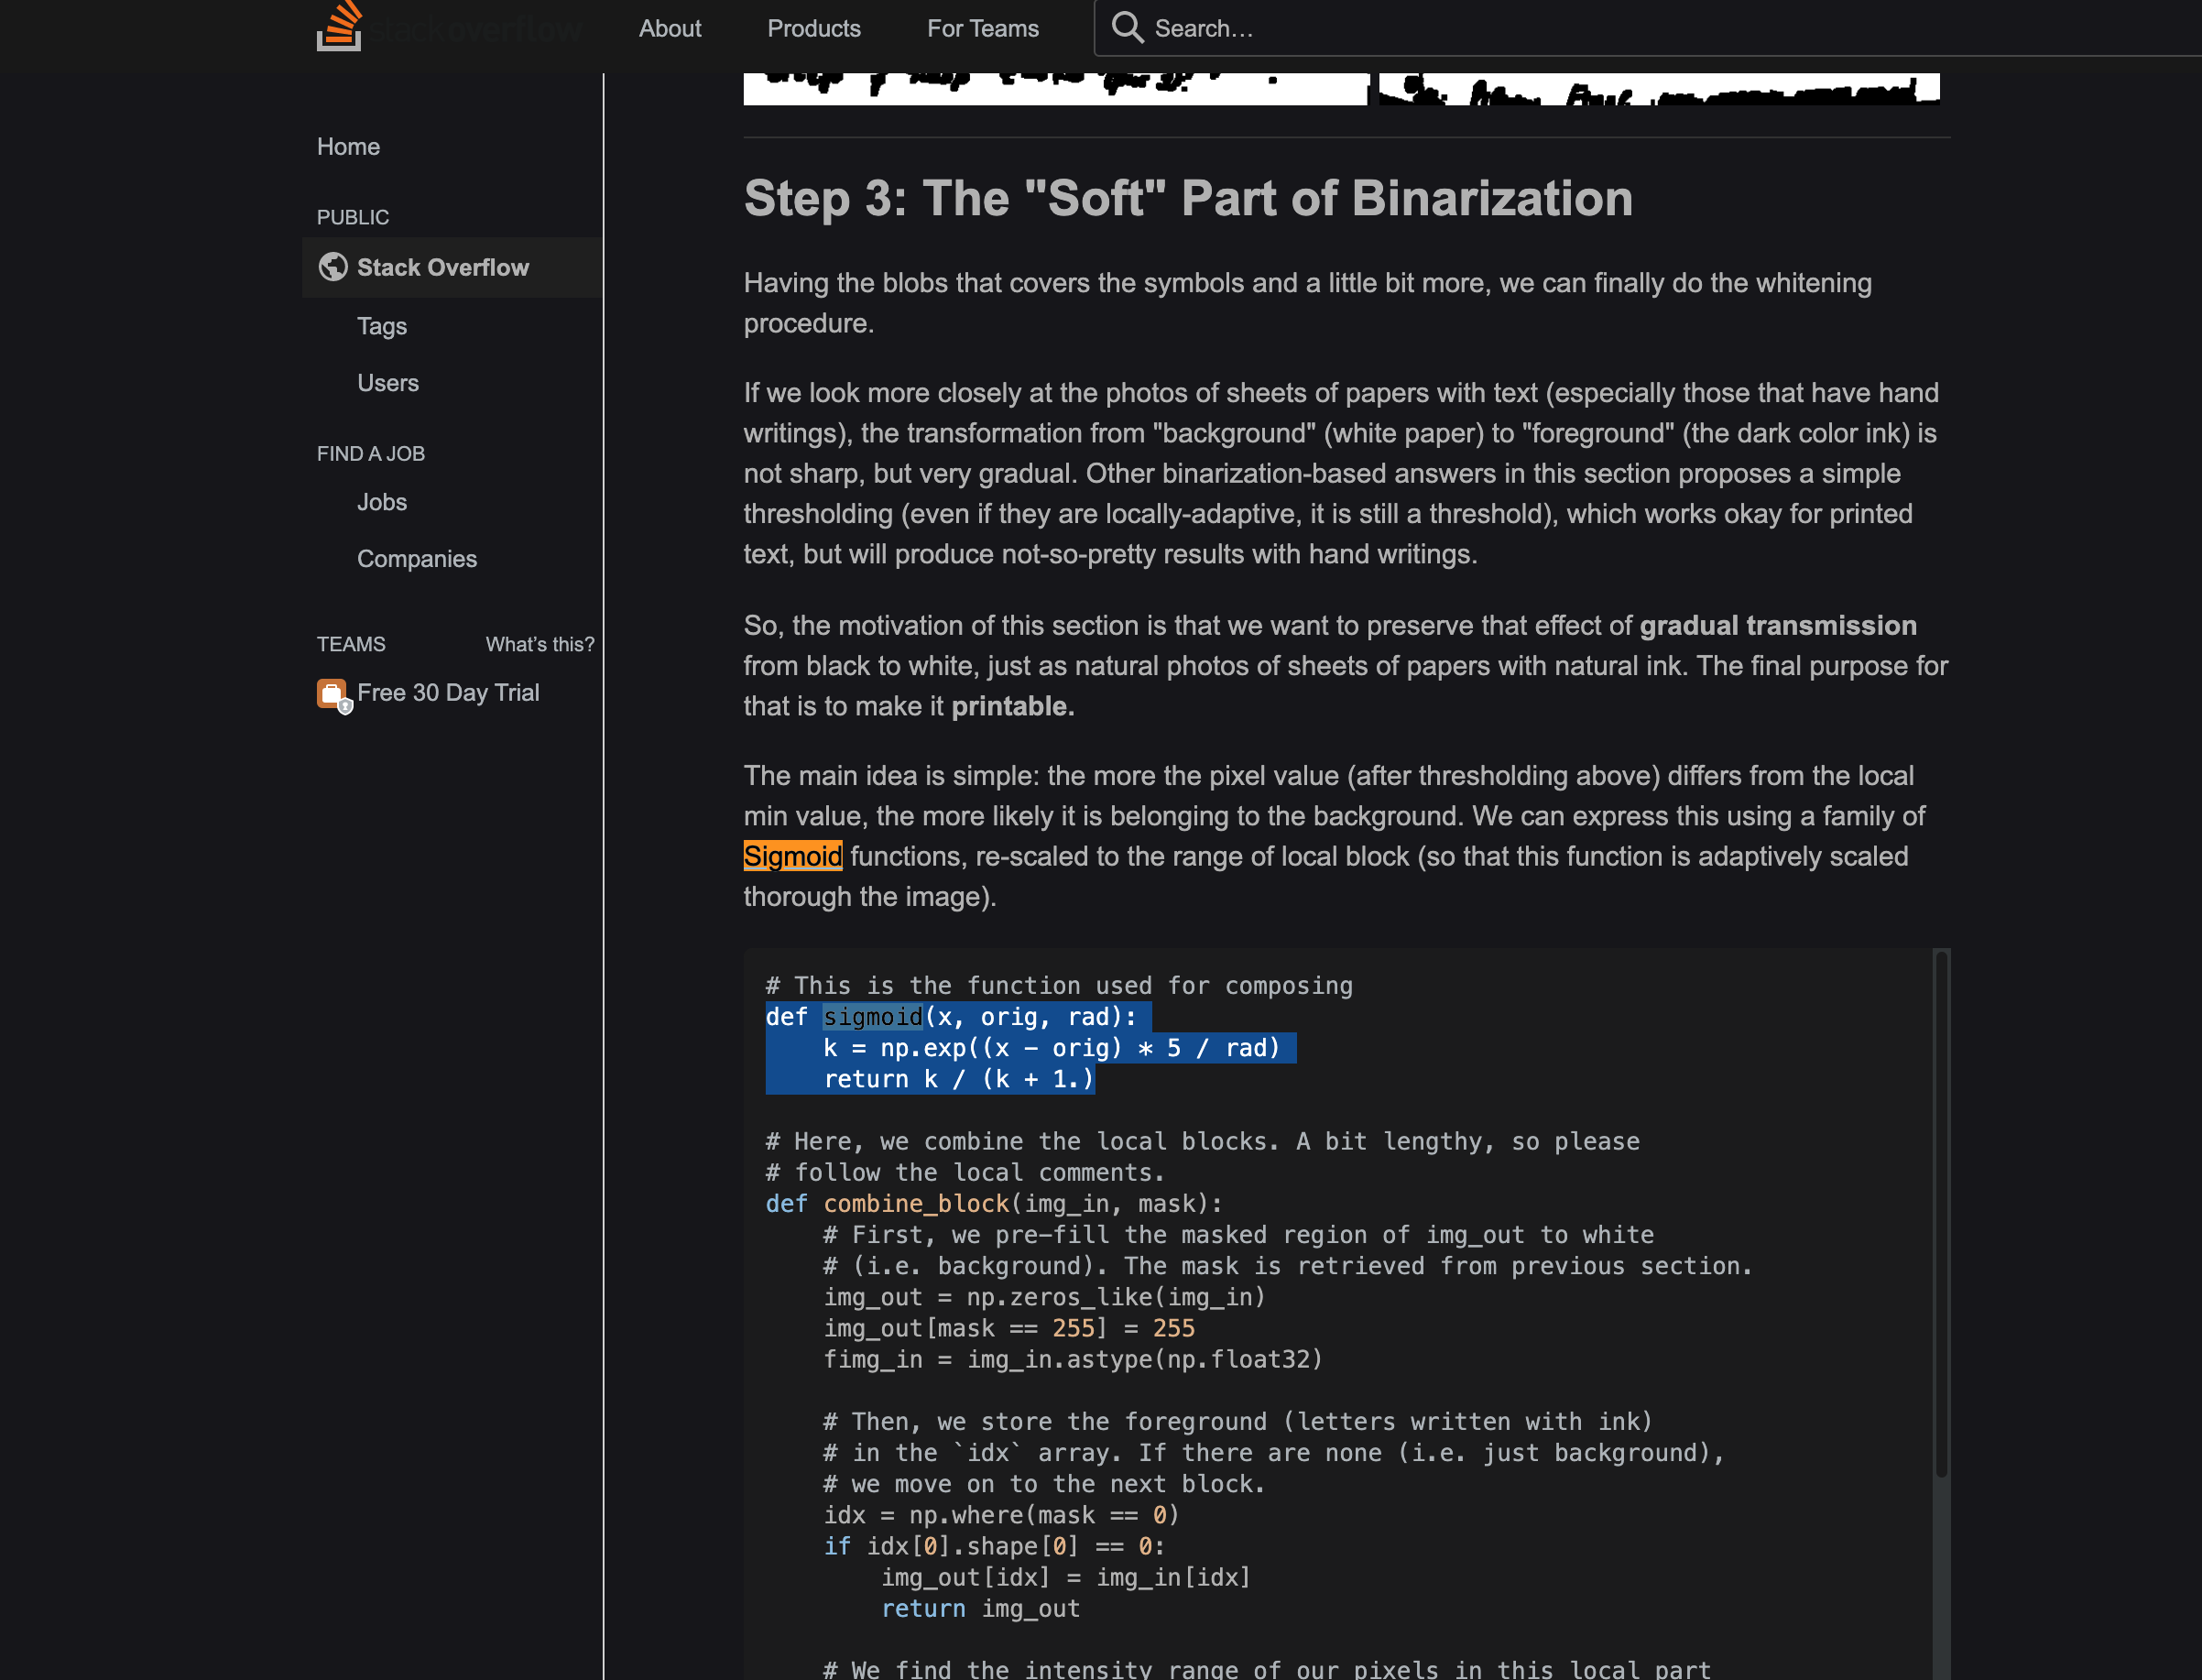 stackoverflow
About
Products
For Teams
Search…
Home
PUBLIC
Stack Overflow
Tags
Users
FIND A JOB
Jobs
Companies
TEAMS
What's this?
Free 30 Day Trial
Step 3: The "Soft" Part of Binarization
Having the blobs that covers the symbols and a little bit more, we can finally do the whitening
procedure.
If we look more closely at the photos of sheets of papers with text (especially those that have hand
writings), the transformation from "background" (white paper) to "foreground" (the dark color ink) is
not sharp, but very gradual. Other binarization-based answers in this section proposes a simple
thresholding (even if they are locally-adaptive, it is still a threshold), which works okay for printed
text, but will produce not-so-pretty results with hand writings.
So, the motivation of this section is that we want to preserve that effect of gradual transmission
from black to white, just as natural photos of sheets of papers with natural ink. The final purpose for
that is to make it printable.
The main idea is simple: the more the pixel value (after thresholding above) differs from the local
min value, the more likely it is belonging to the background. We can express this using a family of
Sigmoid functions, re-scaled to the range of local block (so that this function is adaptively scaled
thorough the image).
# This is the function used for composing
def sigmoid(x, orig, rad):
    k = np.exp((x - orig) * 5 / rad)
    return k / (k + 1.)
# Here, we combine the local blocks. A bit lengthy, so please
# follow the local comments.
def combine_block(img_in, mask):
    # First, we pre-fill the masked region of img_out to white
    # (i.e. background). The mask is retrieved from previous section.
    img_out = np.zeros_like(img_in)
    img_out[mask == 255] = 255
    fimg_in = img_in.astype(np.float32)
    # Then, we store the foreground (letters written with ink)
    # in the `idx` array. If there are none (i.e. just background),
    # we move on to the next block.
    idx = np.where(mask == 0)
    if idx[0].shape[0] == 0:
        img_out[idx] = img_in[idx]
        return img_out
    # We find the intensity range of our pixels in this local part